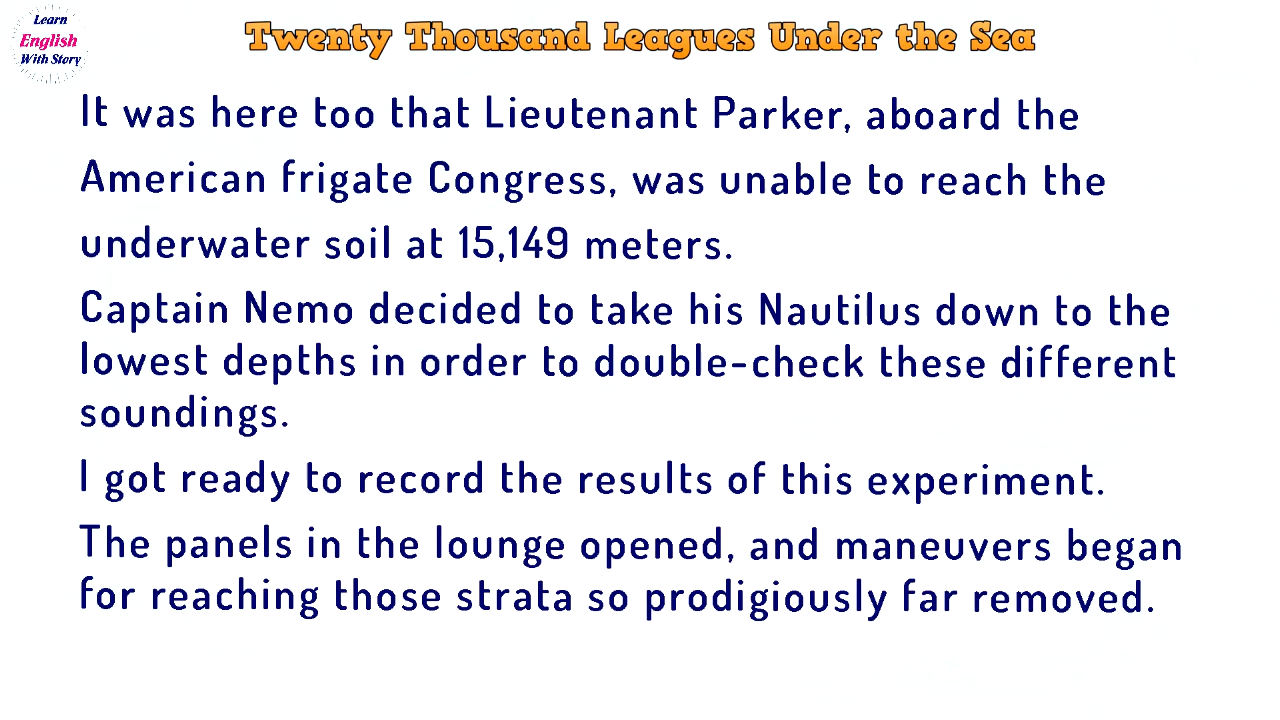 Learn
English
With Story
Twenty Thousand Leagues Under the Sea
It was here too that Lieutenant Parker, aboard the
American frigate Congress, was unable to reach the
underwater soil at 15,149 meters.
Captain Nemo decided to take his Nautilus down to the
lowest depths in order to double-check these different
soundings.
I got ready to record the results of this experiment.
The panels in the lounge opened, and maneuvers began
for reaching those strata so prodigiously far removed.